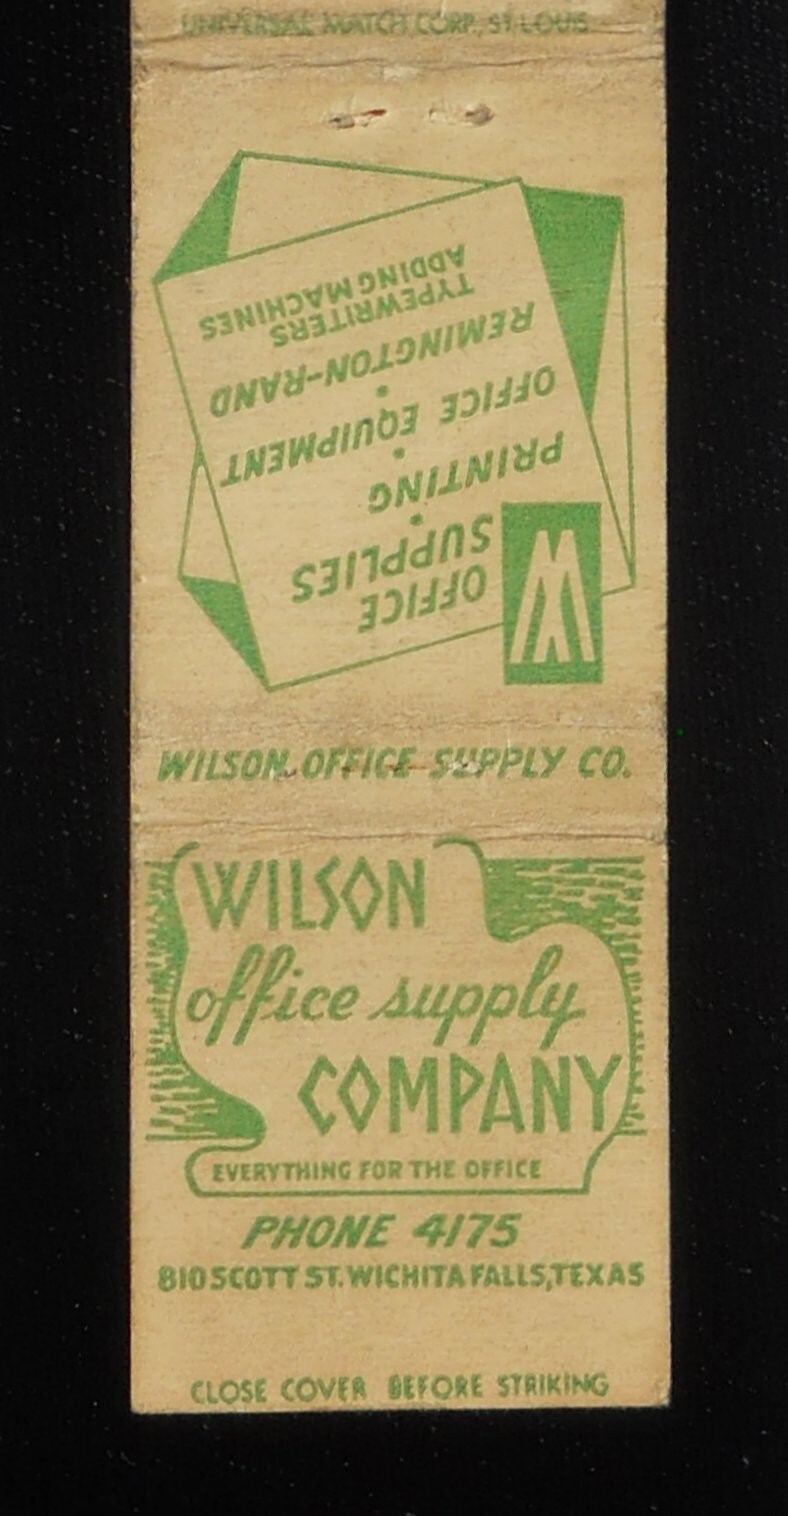 UNIVERSAL MATCH CORP., ST. LOUIS
OFFICE
SUPPLIES
•
PRINTING
•
OFFICE EQUIPMENT
•
REMINGTON-RAND
TYPEWRITERS
ADDING MACHINES
W
WILSON OFFICE SUPPLY CO.
WILSON
office supply
COMPANY
EVERYTHING FOR THE OFFICE
PHONE 4175
810 SCOTT ST. WICHITA FALLS, TEXAS
CLOSE COVER BEFORE STRIKING